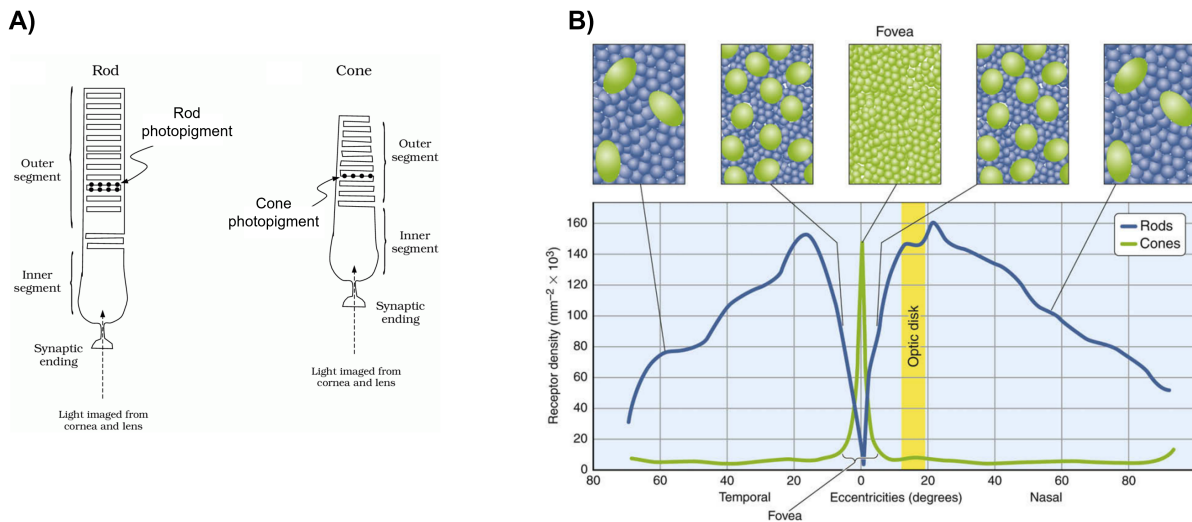 A)
Rod
Cone
Rod
photopigment
Outer
segment
Inner
segment
Synaptic
ending
Light imaged from
cornea and lens
Cone
photopigment
Outer
segment
Inner
segment
Synaptic
ending
Light imaged from
cornea and lens
B)
Fovea
Receptor density (mm⁻² × 10³)
160
140
120
100
80
60
40
20
0
Rods
Cones
Optic disk
80 60 40 20 0 20 40 60 80
Temporal Eccentricities (degrees) Nasal
Fovea